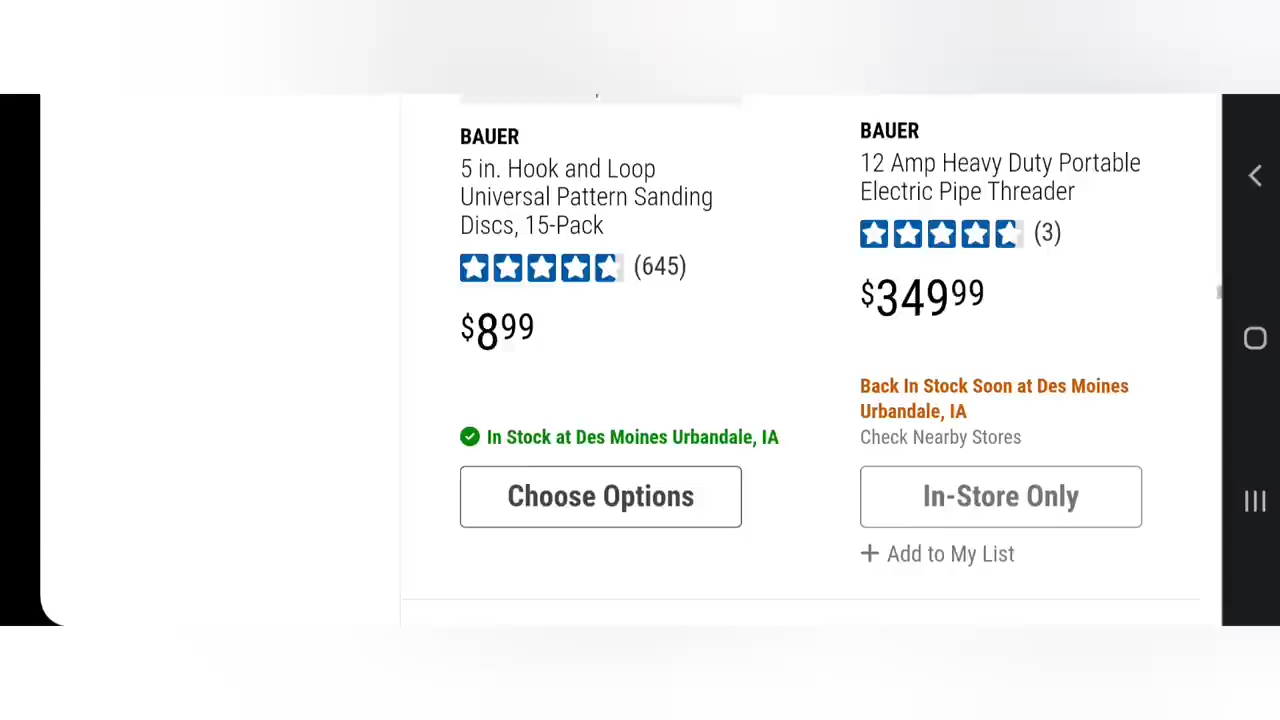 BAUER
5 in. Hook and Loop
Universal Pattern Sanding
Discs, 15-Pack
(645)
$8.99
In Stock at Des Moines Urbandale, IA
Choose Options
BAUER
12 Amp Heavy Duty Portable
Electric Pipe Threader
(3)
$349.99
Back In Stock Soon at Des Moines
Urbandale, IA
Check Nearby Stores
In-Store Only
+ Add to My List